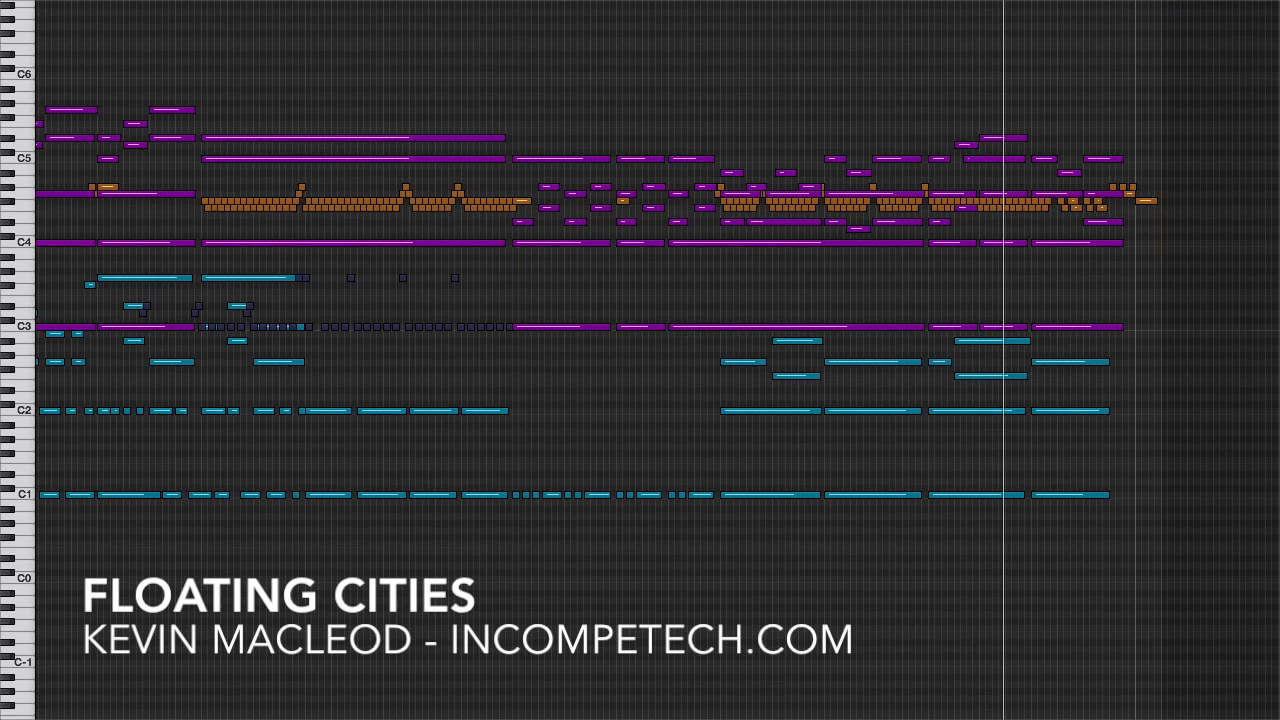 C6
C5
C4
C3
C2
C1
C0
C-1
FLOATING CITIES
KEVIN MACLEOD - INCOMPETECH.COM